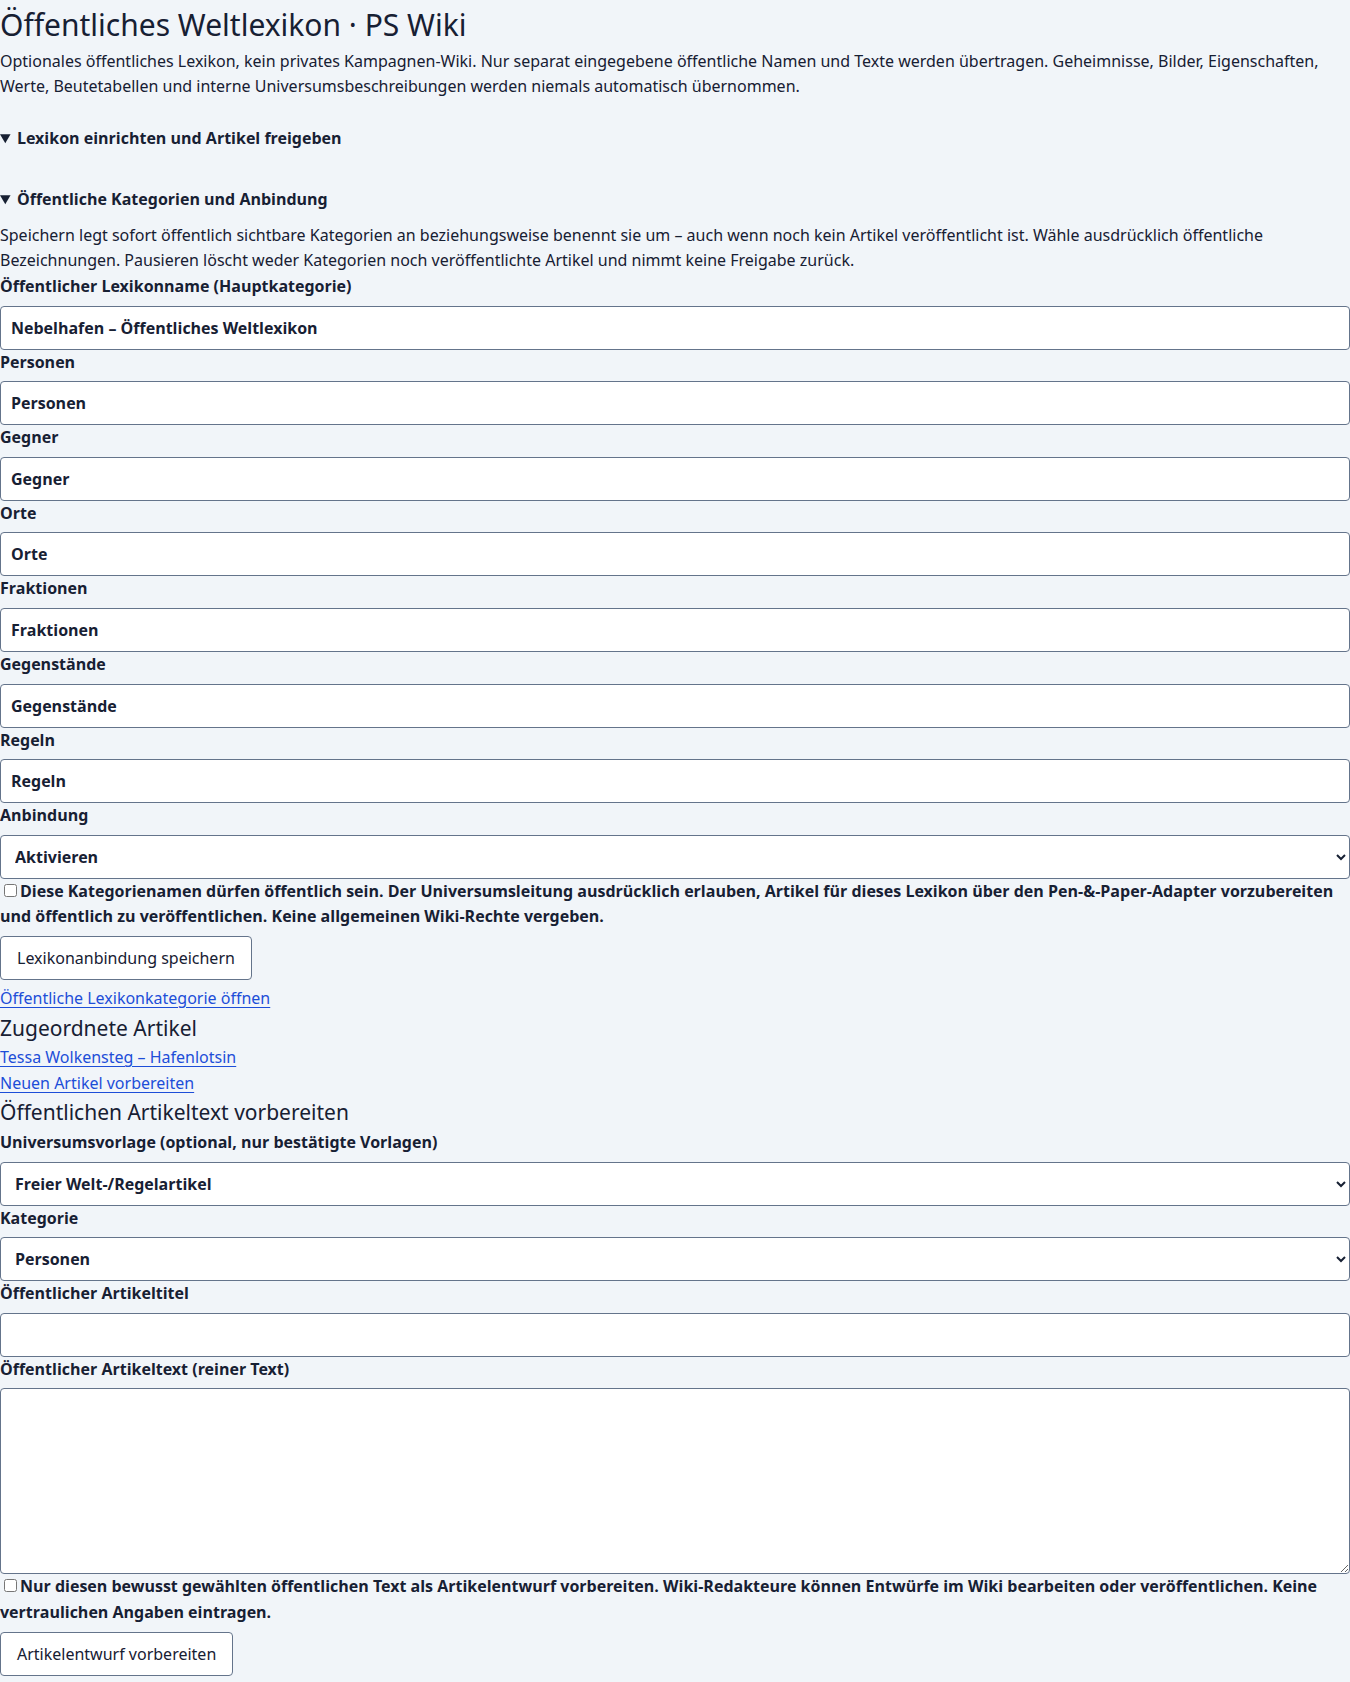 Öffentliches Weltlexikon · PS Wiki
Optionales öffentliches Lexikon, kein privates Kampagnen-Wiki. Nur separat eingegebene öffentliche Namen und Texte werden übertragen. Geheimnisse, Bilder, Eigenschaften,
Werte, Beutetabellen und interne Universumsbeschreibungen werden niemals automatisch übernommen.
▼ Lexikon einrichten und Artikel freigeben
▼ Öffentliche Kategorien und Anbindung
Speichern legt sofort öffentlich sichtbare Kategorien an beziehungsweise benennt sie um – auch wenn noch kein Artikel veröffentlicht ist. Wähle ausdrücklich öffentliche
Bezeichnungen. Pausieren löscht weder Kategorien noch veröffentlichte Artikel und nimmt keine Freigabe zurück.
Öffentlicher Lexikonname (Hauptkategorie)
Nebelhafen – Öffentliches Weltlexikon
Personen
Personen
Gegner
Gegner
Orte
Orte
Fraktionen
Fraktionen
Gegenstände
Gegenstände
Regeln
Regeln
Anbindung
Aktivieren
Diese Kategorienamen dürfen öffentlich sein. Der Universumsleitung ausdrücklich erlauben, Artikel für dieses Lexikon über den Pen-&-Paper-Adapter vorzubereiten
und öffentlich zu veröffentlichen. Keine allgemeinen Wiki-Rechte vergeben.
Lexikonanbindung speichern
Öffentliche Lexikonkategorie öffnen
Zugeordnete Artikel
Tessa Wolkensteg – Hafenlotsin
Neuen Artikel vorbereiten
Öffentlichen Artikeltext vorbereiten
Universumsvorlage (optional, nur bestätigte Vorlagen)
Freier Welt-/Regelartikel
Kategorie
Personen
Öffentlicher Artikeltitel
Öffentlicher Artikeltext (reiner Text)
Nur diesen bewusst gewählten öffentlichen Text als Artikelentwurf vorbereiten. Wiki-Redakteure können Entwürfe im Wiki bearbeiten oder veröffentlichen. Keine
vertraulichen Angaben eintragen.
Artikelentwurf vorbereiten